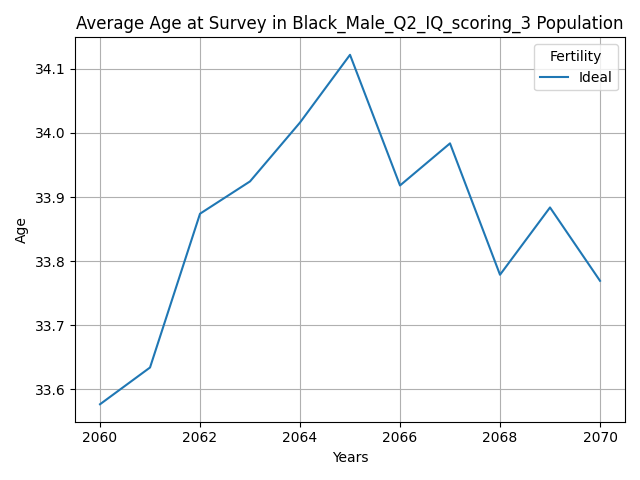 Average Age at Survey in Black_Male_Q2_IQ_scoring_3 Population
Fertility
Ideal
34.1
34.0
33.9
33.8
33.7
33.6
Age
2060
2062
2064
2066
2068
2070
Years